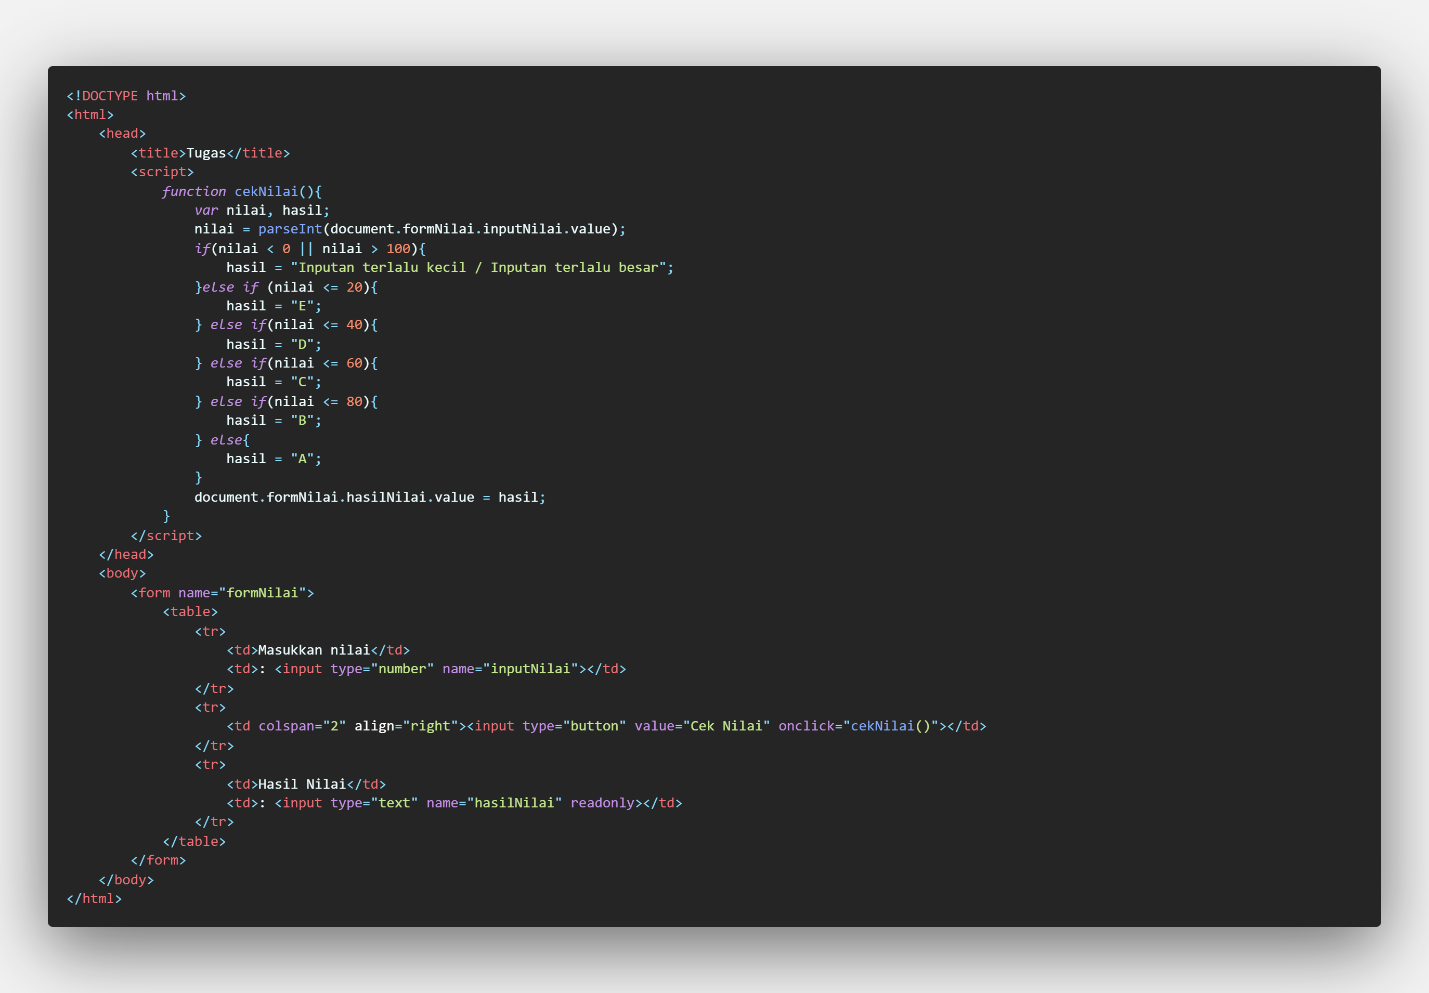 <!DOCTYPE html>
<html>
    <head>
        <title>Tugas</title>
        <script>
            function cekNilai(){
                var nilai, hasil;
                nilai = parseInt(document.formNilai.inputNilai.value);
                if(nilai < 0 || nilai > 100){
                    hasil = "Inputan terlalu kecil / Inputan terlalu besar";
                }else if (nilai <= 20){
                    hasil = "E";
                } else if(nilai <= 40){
                    hasil = "D";
                } else if(nilai <= 60){
                    hasil = "C";
                } else if(nilai <= 80){
                    hasil = "B";
                } else{
                    hasil = "A";
                }
                document.formNilai.hasilNilai.value = hasil;
            }
        </script>
    </head>
    <body>
        <form name="formNilai">
            <table>
                <tr>
                    <td>Masukkan nilai</td>
                    <td>: <input type="number" name="inputNilai"></td>
                </tr>
                <tr>
                    <td colspan="2" align="right"><input type="button" value="Cek Nilai" onclick="cekNilai()"></td>
                </tr>
                <tr>
                    <td>Hasil Nilai</td>
                    <td>: <input type="text" name="hasilNilai" readonly></td>
                </tr>
            </table>
        </form>
    </body>
</html>